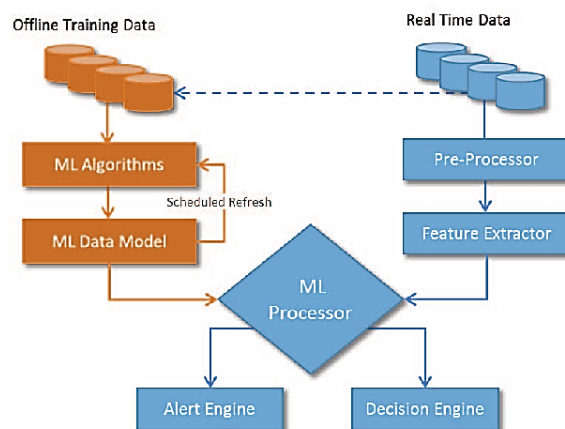 Offline Training Data
Real Time Data
ML Algorithms
Pre-Processor
Scheduled Refresh
ML Data Model
Feature Extractor
ML
Processor
Alert Engine
Decision Engine